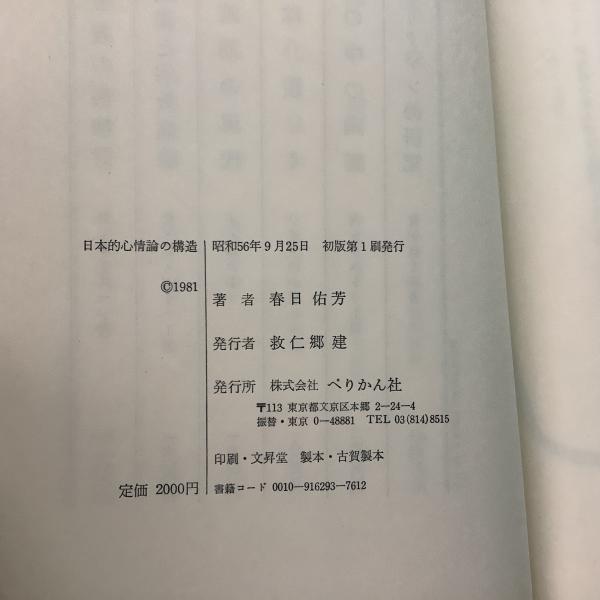 日本的心情論の構造
©1981
定価 2000円
昭和56年9月25日 初版第1刷発行
著者 春日佑芳
発行者 救仁郷建
発行所 株式会社 ぺりかん社
〒113 東京都文京区本郷 2—24—4
振替・東京 0—48881 TEL 03(814)8515
印刷・文昇堂 製本・古賀製本
書籍コード 0010—916293—7612